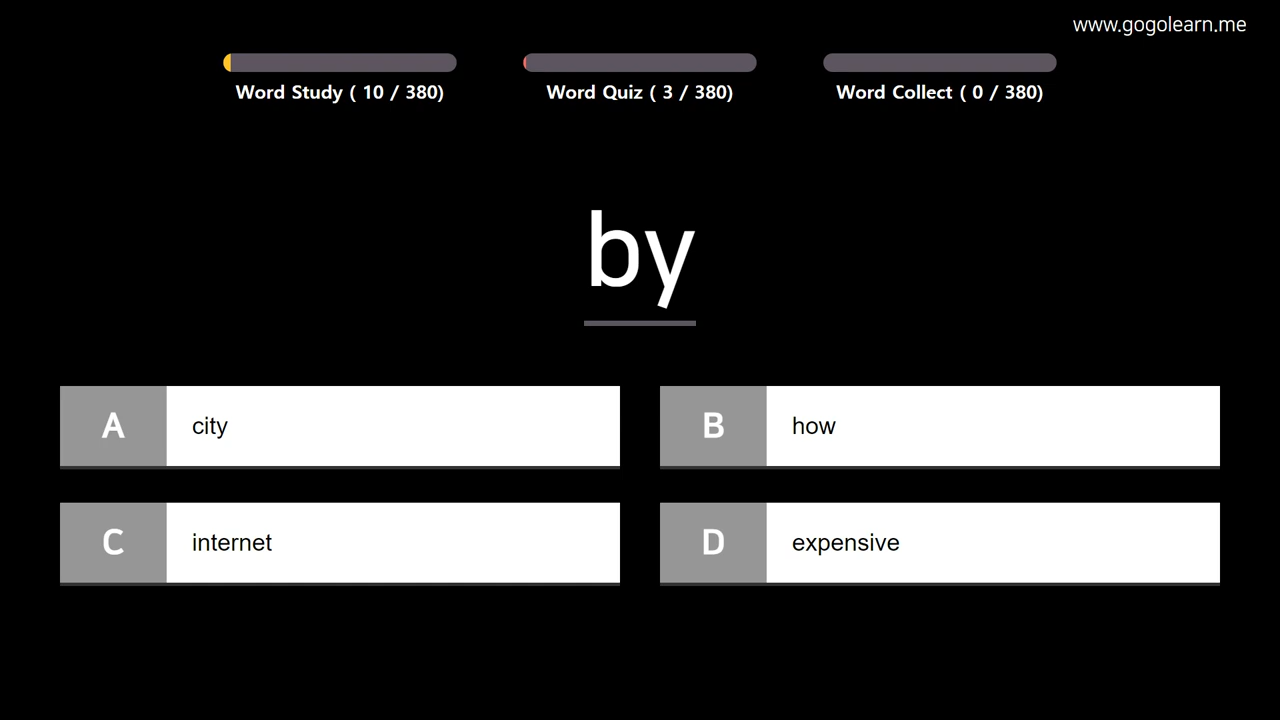 www.gogolearn.me
Word Study ( 10 / 380)
Word Quiz ( 3 / 380)
Word Collect ( 0 / 380)
by
A city
B how
C internet
D expensive